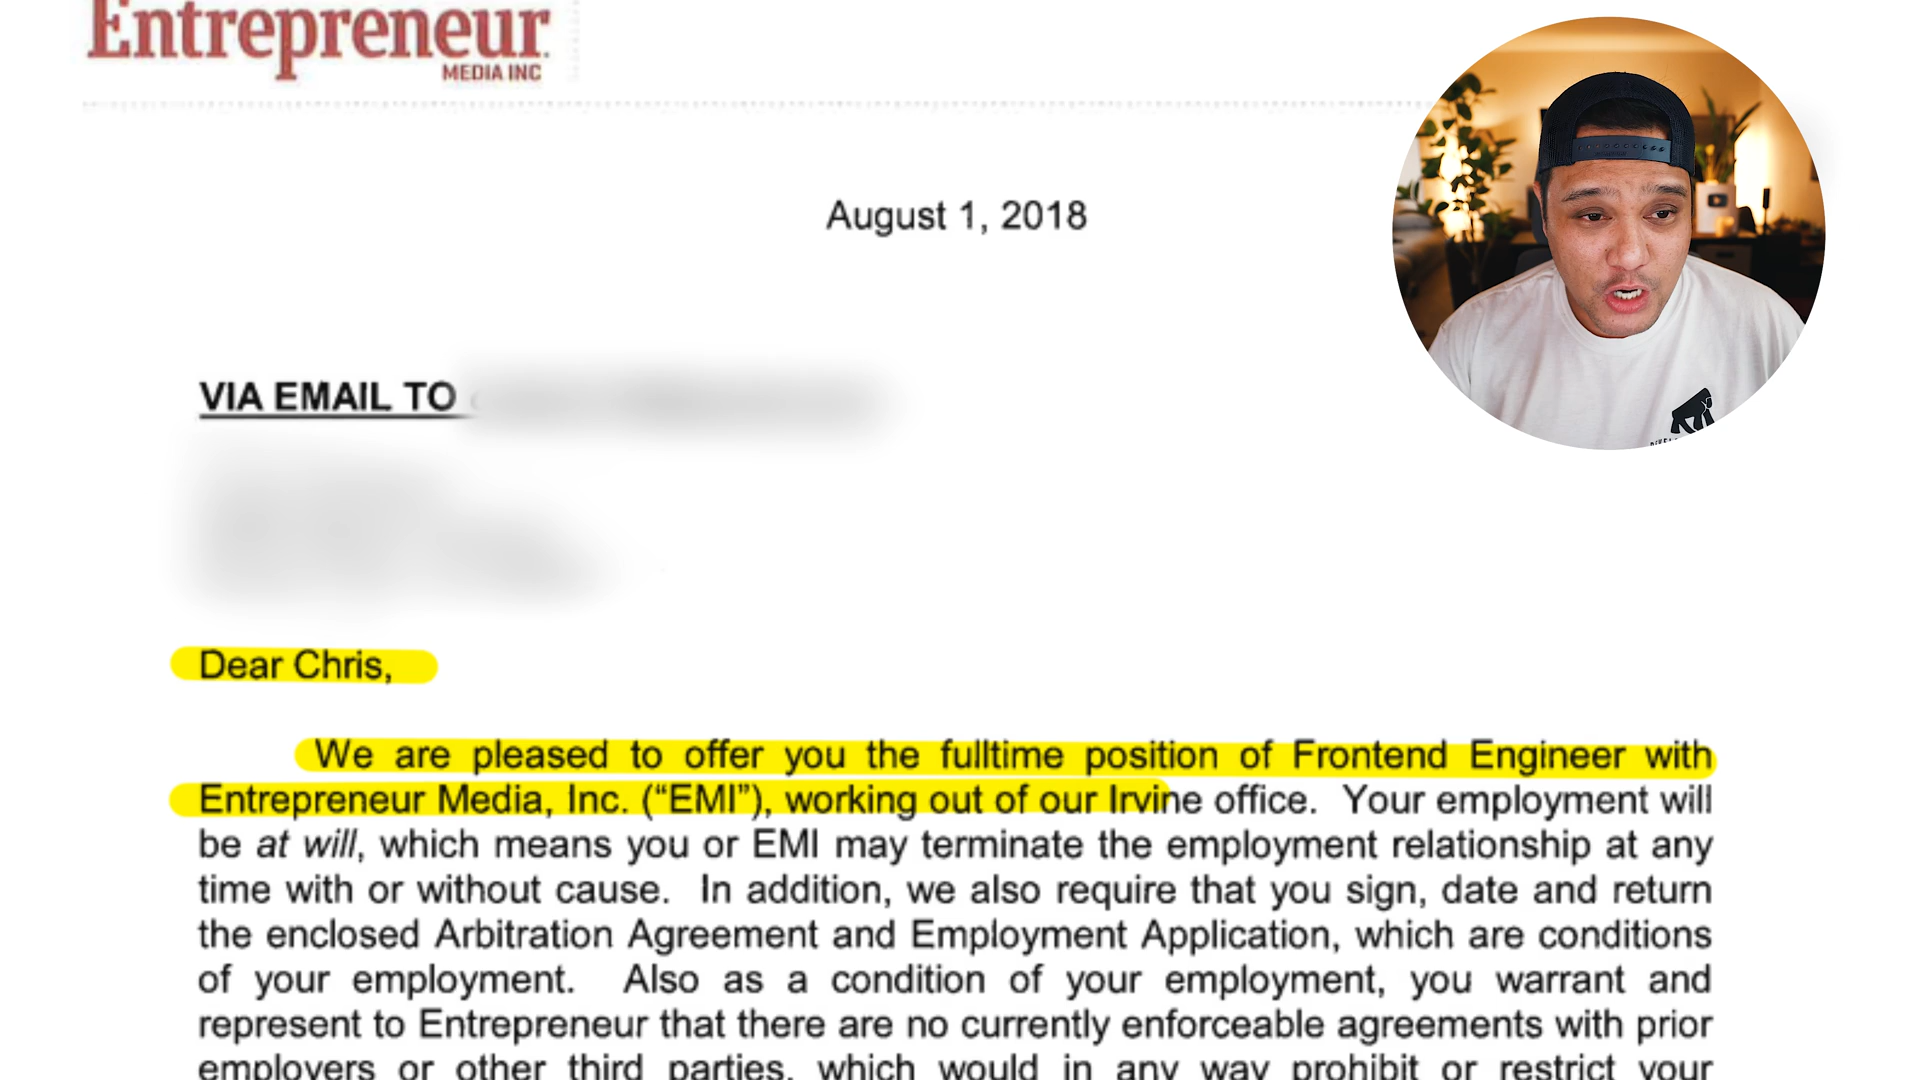 Entrepreneur
MEDIA INC
August 1, 2018
VIA EMAIL TO
Dear Chris,
We are pleased to offer you the fulltime position of Frontend Engineer with
Entrepreneur Media, Inc. (“EMI”), working out of our Irvine office. Your employment will
be at will, which means you or EMI may terminate the employment relationship at any
time with or without cause. In addition, we also require that you sign, date and return
the enclosed Arbitration Agreement and Employment Application, which are conditions
of your employment. Also as a condition of your employment, you warrant and
represent to Entrepreneur that there are no currently enforceable agreements with prior
employers or other third parties, which would in any way prohibit or restrict your